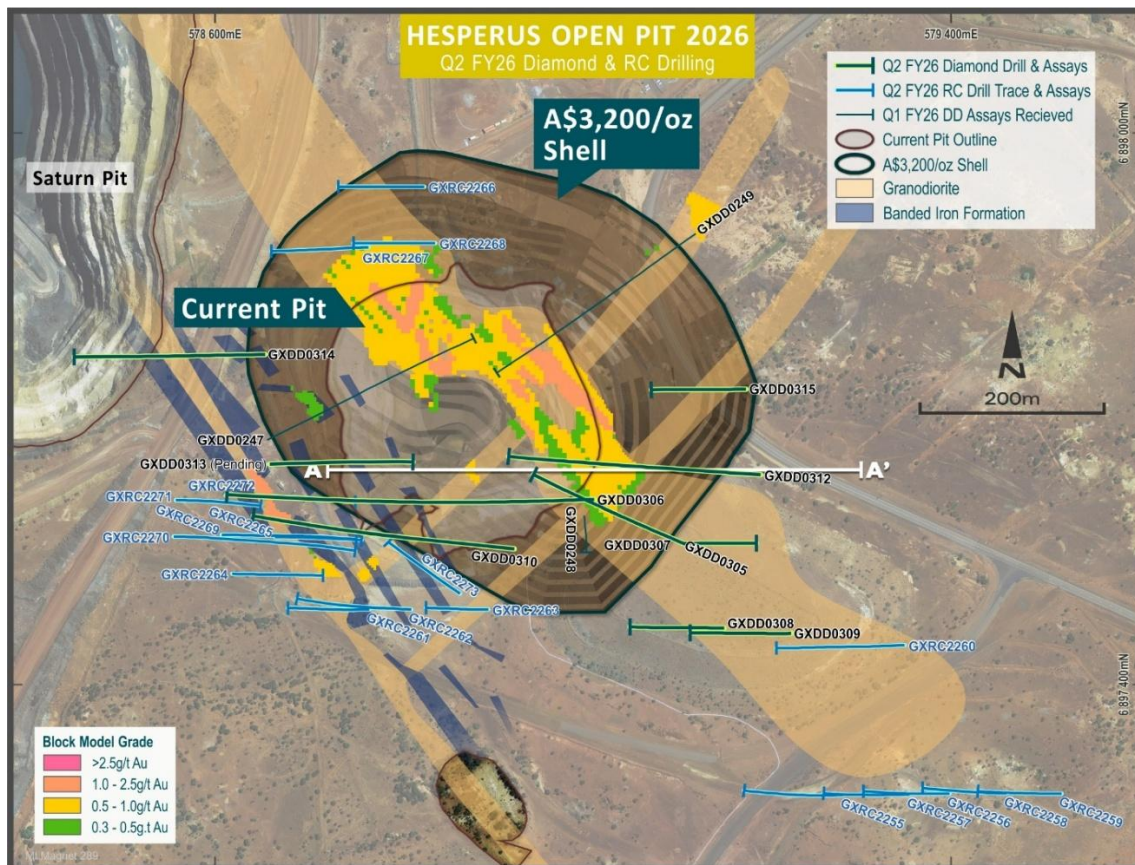 578 600mE
579 400mE
HESPERUS OPEN PIT 2026
Q2 FY26 Diamond & RC Drilling
Q2 FY26 Diamond Drill & Assays
Q2 FY26 RC Drill Trace & Assays
Q1 FY26 DD Assays Recieved
Current Pit Outline
A$3,200/oz Shell
Granodiorite
Banded Iron Formation
6 898 000mN
A$3,200/oz
Shell
Saturn Pit
GXRC2266
GXDD0249
GXRC2268
GXRC2267
Current Pit
GXDD0314
N
200m
GXDD0315
GXDD0247
GXDD0313 (Pending)
A
A'
GXDD0312
GXRC2272
GXRC2271
GXDD0306
GXRC2265
GXRC2269
GXRC2270
GXDD0310
GXDD0248
GXDD0307
GXDD0305
GXRC2264
GXRC2273
GXRC2263
GXRC2262
GXRC2261
GXDD0308
GXDD0309
GXRC2260
6 897 400mN
Block Model Grade
>2.5g/t Au
1.0 - 2.5g/t Au
0.5 - 1.0g/t Au
0.3 - 0.5g.t Au
GXRC2255
GXRC2257
GXRC2256
GXRC2258
GXRC2259
Mt Magnet 289